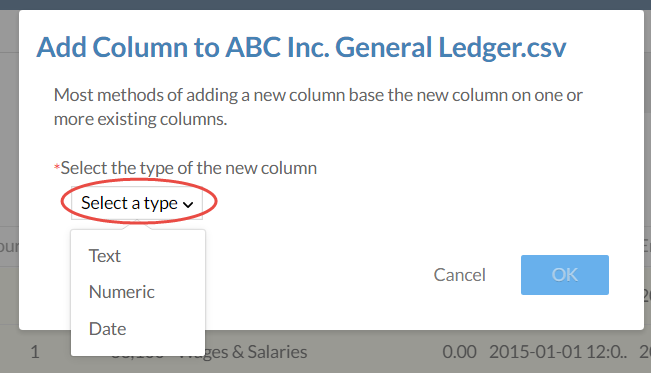 Add Column to ABC Inc. General Ledger.csv
Most methods of adding a new column base the new column on one or
more existing columns.
*Select the type of the new column
Select a type
Text
Numeric
Date
Cancel
OK
1 & Salaries 0.00 2015-01-01 12:0..